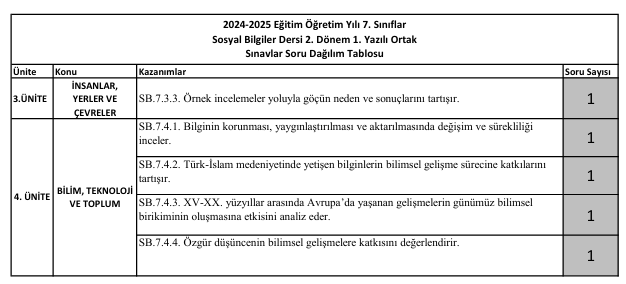 2024-2025 Eğitim Öğretim Yılı 7. Sınıflar
Sosyal Bilgiler Dersi 2. Dönem 1. Yazılı Ortak
Sınavlar Soru Dağılım Tablosu
Ünite Konu Kazanımlar Soru Sayısı
3.ÜNİTE
İNSANLAR,
YERLER VE
ÇEVRELER
SB.7.3.3. Örnek incelemeler yoluyla göçün neden ve sonuçlarını tartışır.
1
4. ÜNİTE
BİLİM, TEKNOLOJİ
VE TOPLUM
SB.7.4.1. Bilginin korunması, yaygınlaştırılması ve aktarılmasında değişim ve sürekliliği
inceler.
1
SB.7.4.2. Türk-İslam medeniyetinde yetişen bilginlerin bilimsel gelişme sürecine katkılarını
tartışır.
1
SB.7.4.3. XV-XX. yüzyıllar arasında Avrupa’da yaşanan gelişmelerin günümüz bilimsel
birikiminin oluşmasına etkisini analiz eder.
1
SB.7.4.4. Özgür düşüncenin bilimsel gelişmelere katkısını değerlendirir.
1